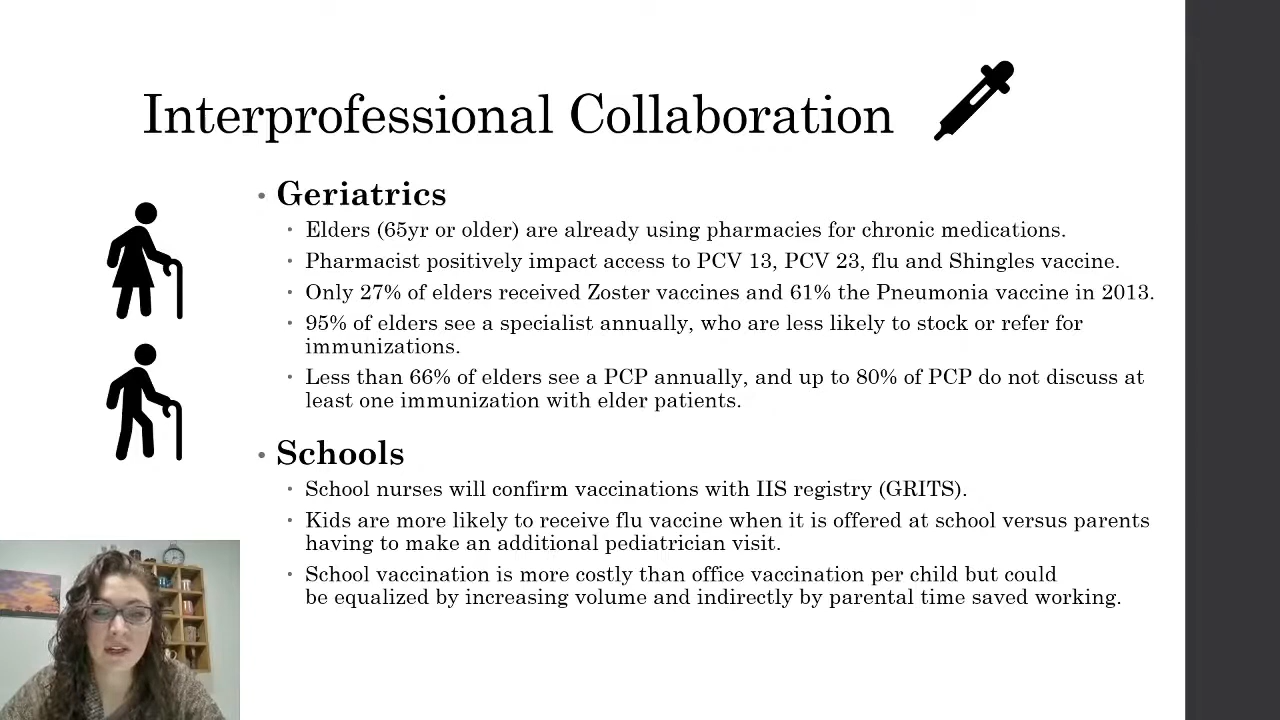 Interprofessional Collaboration
• Geriatrics
• Elders (65yr or older) are already using pharmacies for chronic medications.
• Pharmacist positively impact access to PCV 13, PCV 23, flu and Shingles vaccine.
• Only 27% of elders received Zoster vaccines and 61% the Pneumonia vaccine in 2013.
• 95% of elders see a specialist annually, who are less likely to stock or refer for
immunizations.
• Less than 66% of elders see a PCP annually, and up to 80% of PCP do not discuss at
least one immunization with elder patients.
• Schools
• School nurses will confirm vaccinations with IIS registry (GRITS).
• Kids are more likely to receive flu vaccine when it is offered at school versus parents
having to make an additional pediatrician visit.
• School vaccination is more costly than office vaccination per child but could
be equalized by increasing volume and indirectly by parental time saved working.